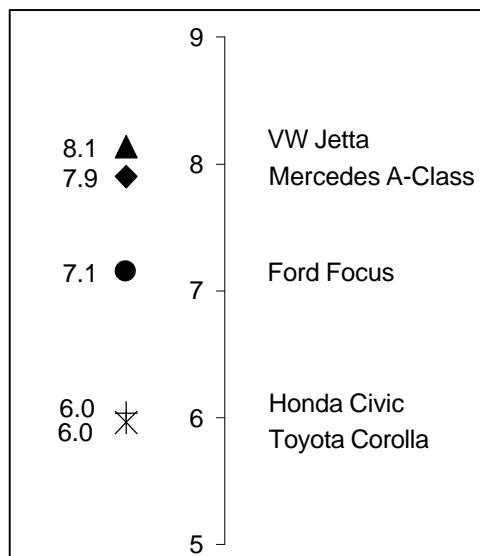 9
8.1
VW Jetta
8
7.9
Mercedes A-Class
7.1
7
Ford Focus
6.0
Honda Civic
6
6.0
Toyota Corolla
5